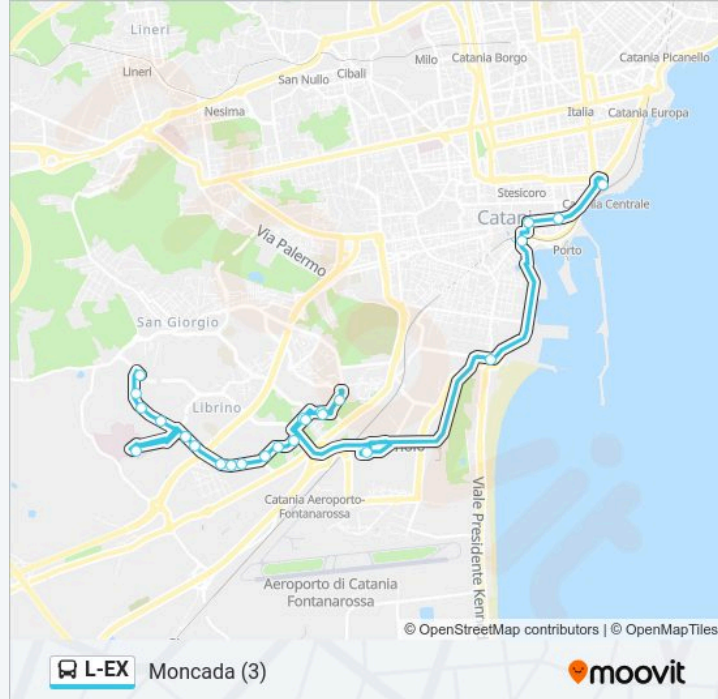 Lineri
Lineri
San Nullo
Cibali
Milo
Catania Borgo
Catania Picanello
Nesima
Italia
Catania Europa
Stesicoro
Centrale
Porto
Via Palermo
San Giorgio
Librino
Catania Aeroporto-
Fontanarossa
Aeroporto di Catania
Fontanarossa
Viale Presidente Kenn
© OpenStreetMap contributors | © OpenMapTiles
L-EX
Moncada (3)
moovit